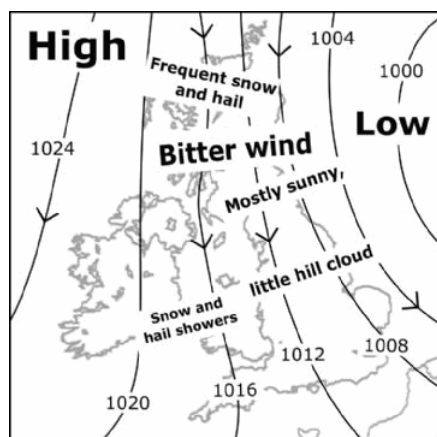 High
1004
1000
Frequent snow
and hail
Low
1024
Bitter wind
Mostly sunny,
little hill cloud
Snow and
hail showers
1012
1008
1016
1020